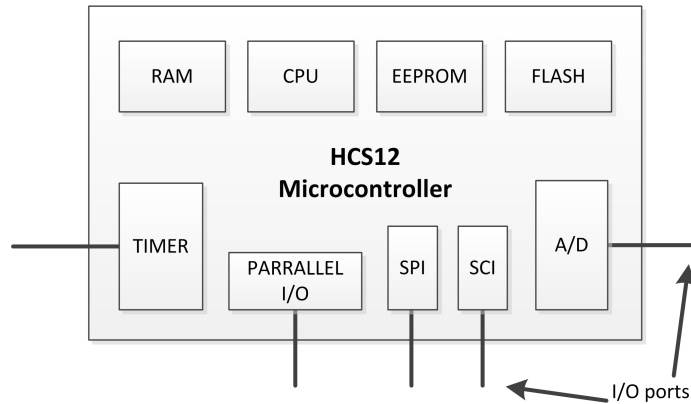 RAM
CPU
EEPROM
FLASH
HCS12
Microcontroller
TIMER
PARRALLEL
I/O
SPI
SCI
A/D
I/O ports